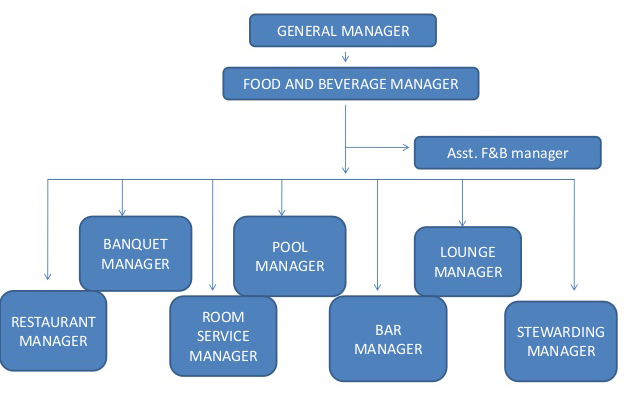 GENERAL MANAGER
FOOD AND BEVERAGE MANAGER
Asst. F&B manager
BANQUET
MANAGER
POOL
MANAGER
LOUNGE
MANAGER
RESTAURANT
MANAGER
ROOM
SERVICE
MANAGER
BAR
MANAGER
STEWARDING
MANAGER